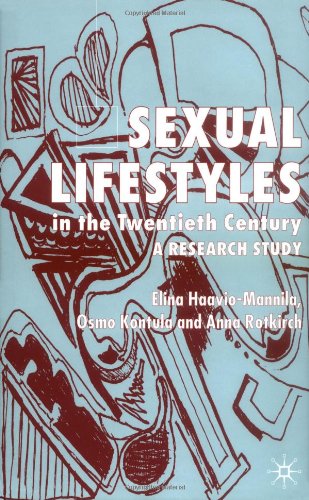 SEXUAL
LIFESTYLES
in the Twentieth Century
A RESEARCH STUDY
Elina Haavio-Mannila,
Osmo Kontula and Anna Rotkirch